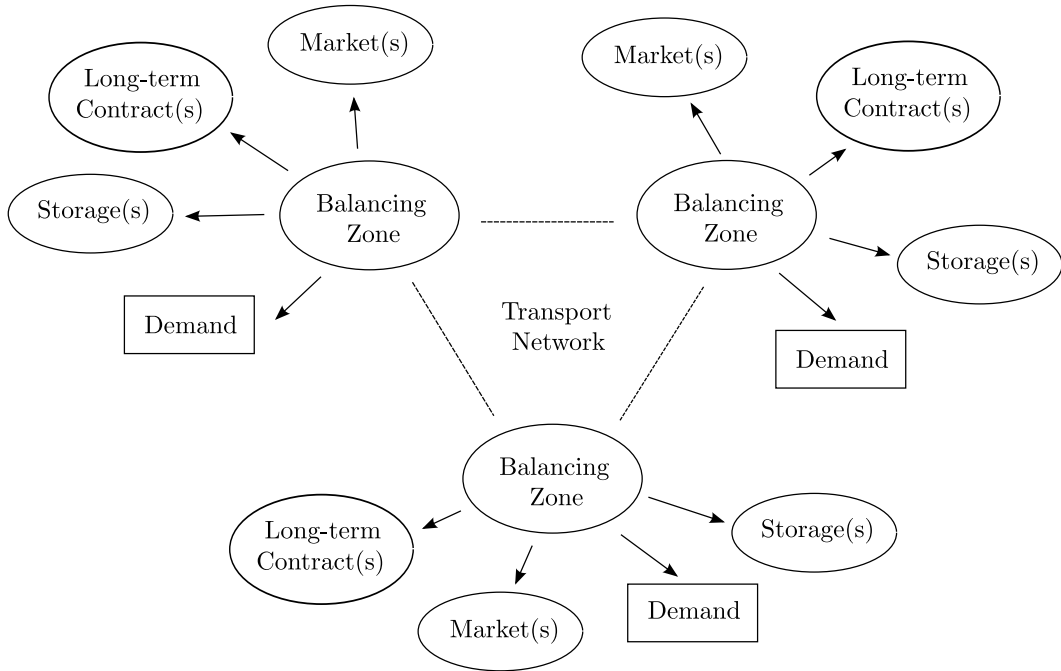 Market(s)
Long-term
Contract(s)
Storage(s)
Balancing
Zone
Demand
Market(s)
Long-term
Contract(s)
Balancing
Zone
Storage(s)
Demand
Transport
Network
Balancing
Zone
Long-term
Contract(s)
Storage(s)
Market(s)
Demand